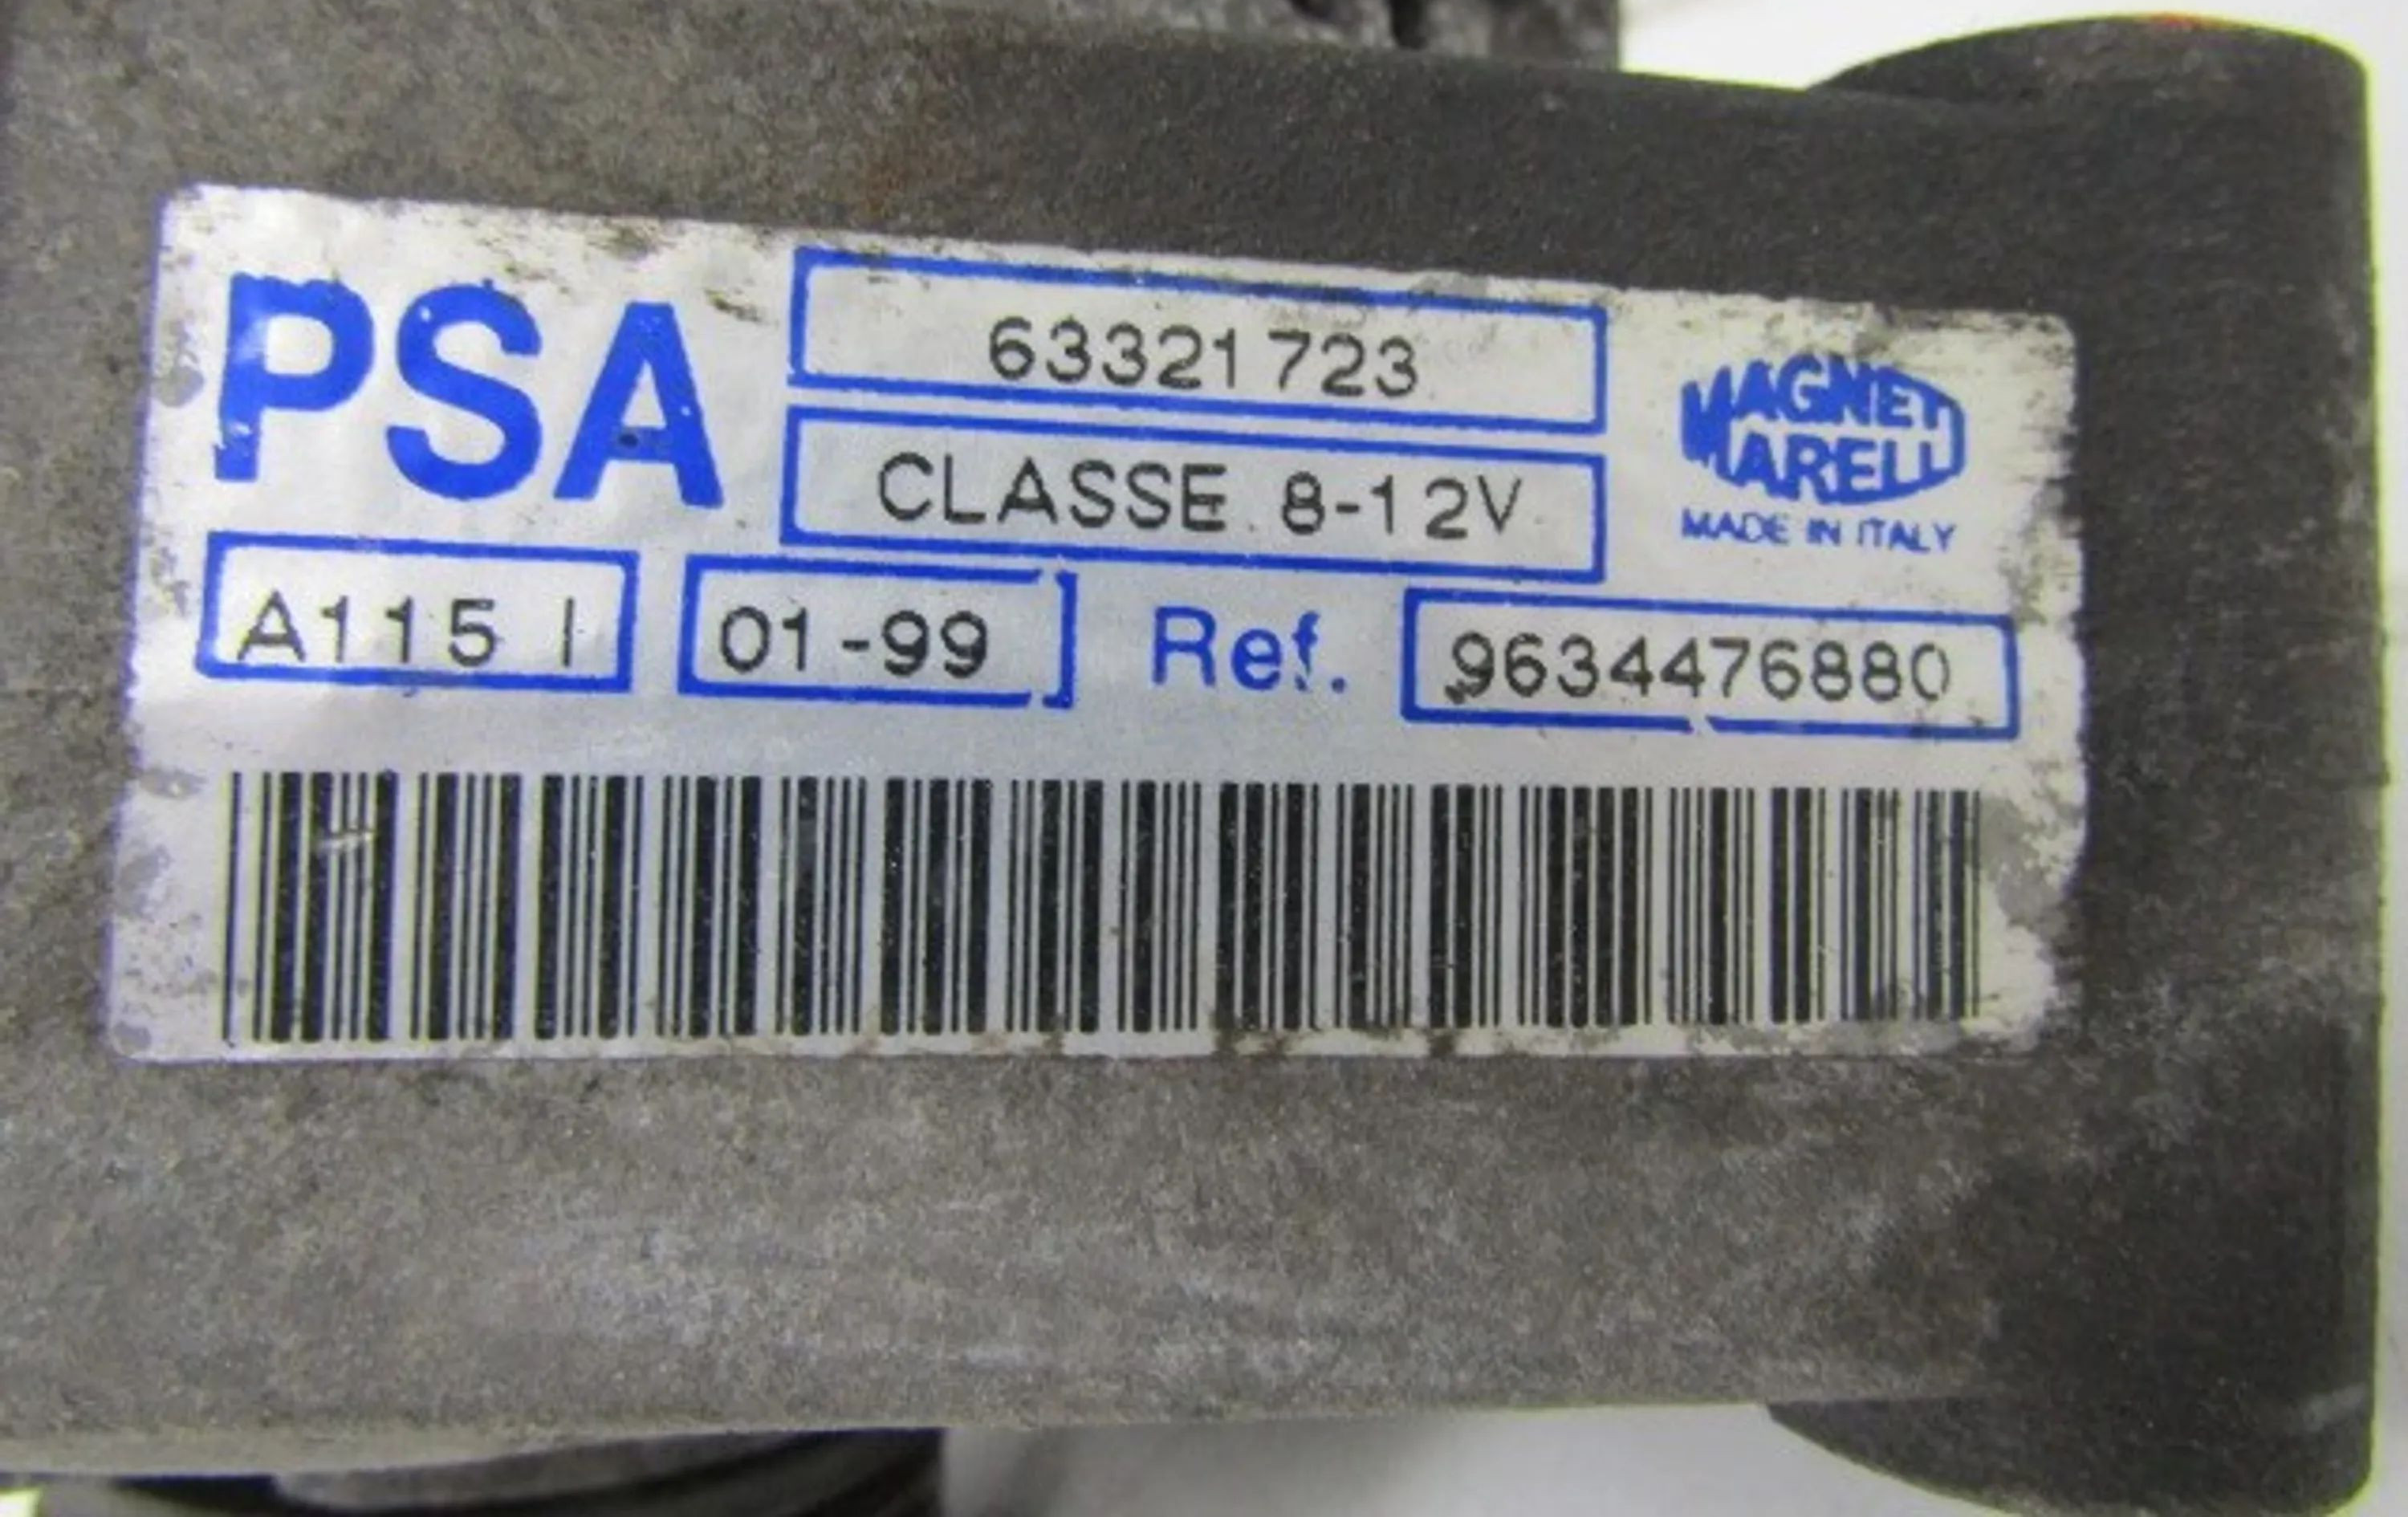 PSA
63321723
CLASSE 8-12V
MAGNETI
MARELLI
MADE IN ITALY
A115 I
01-99
Ref. 9634476880